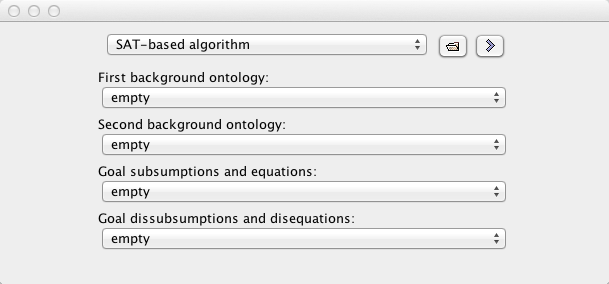 SAT-based algorithm
First background ontology:
empty
Second background ontology:
empty
Goal subsumptions and equations:
empty
Goal dissubsumptions and disequations:
empty